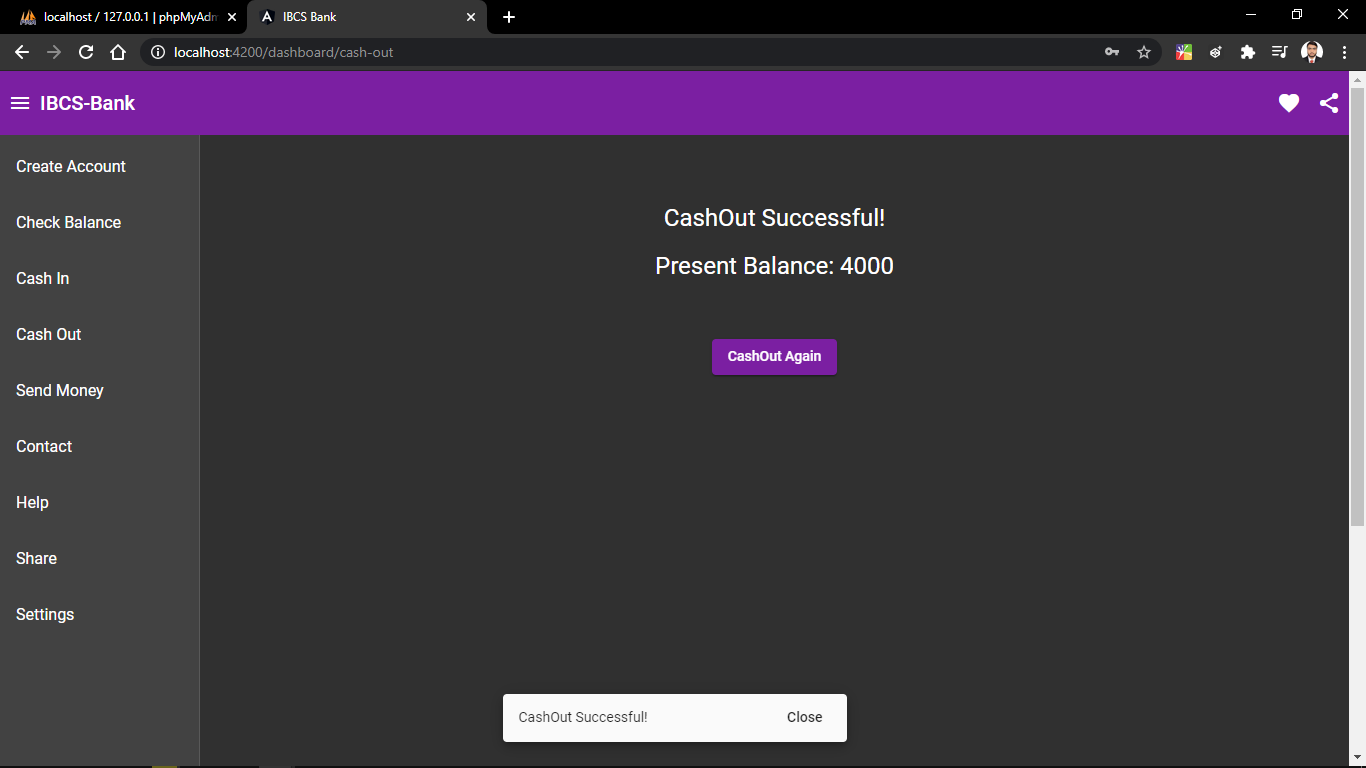 localhost / 127.0.0.1 | phpMyAdm
IBCS Bank
localhost:4200/dashboard/cash-out
IBCS-Bank
Create Account
Check Balance
Cash In
Cash Out
Send Money
Contact
Help
Share
Settings
CashOut Successful!
Present Balance: 4000
CashOut Again
CashOut Successful!
Close